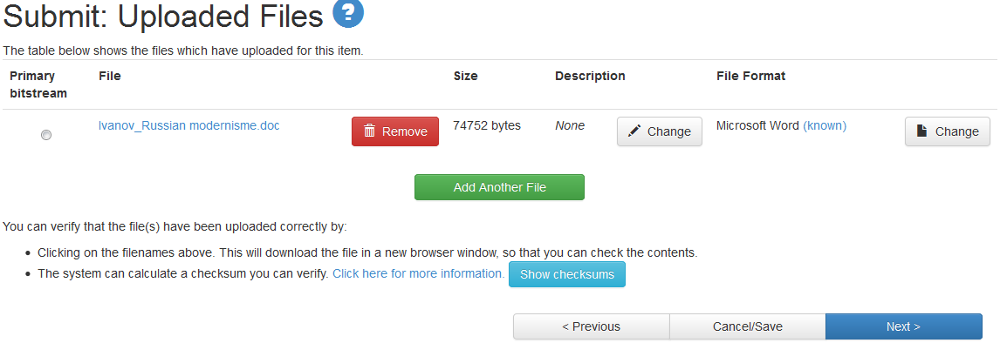 Submit: Uploaded Files ?
The table below shows the files which have uploaded for this item.
Primary bitstream File Size Description File Format
Ivanov_Russian modernisme.doc Remove 74752 bytes None Change Microsoft Word (known) Change
Add Another File
You can verify that the file(s) have been uploaded correctly by:
• Clicking on the filenames above. This will download the file in a new browser window, so that you can check the contents.
• The system can calculate a checksum you can verify. Click here for more information. Show checksums
< Previous Cancel/Save Next >